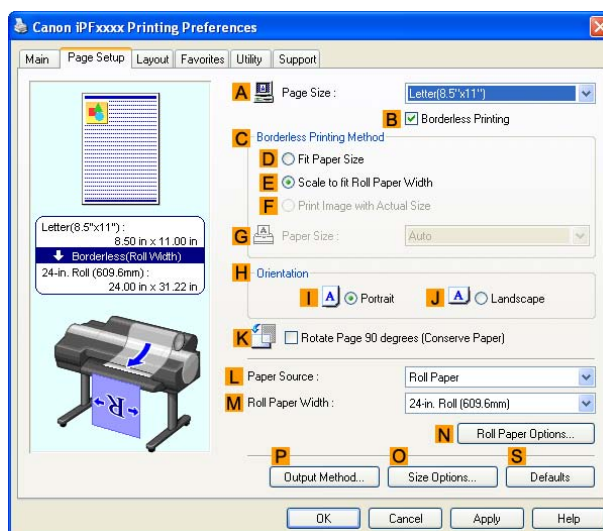 Canon iPFxxxx Printing Preferences
Main Page Setup Layout Favorites Utility Support
A Page Size : Letter(8.5"x11")
B Borderless Printing
C Borderless Printing Method
D Fit Paper Size
E Scale to fit Roll Paper Width
F Print Image with Actual Size
G Paper Size : Auto
Letter(8.5"x11") :
8.50 in x 11.00 in
Borderless(Roll Width)
24-in. Roll (609.6mm) :
24.00 in x 31.22 in
H Orientation
I A Portrait J A Landscape
K Rotate Page 90 degrees (Conserve Paper)
L Paper Source : Roll Paper
M Roll Paper Width : 24-in. Roll (609.6mm)
R
N Roll Paper Options...
P O S
Output Method... Size Options... Defaults
OK Cancel Apply Help